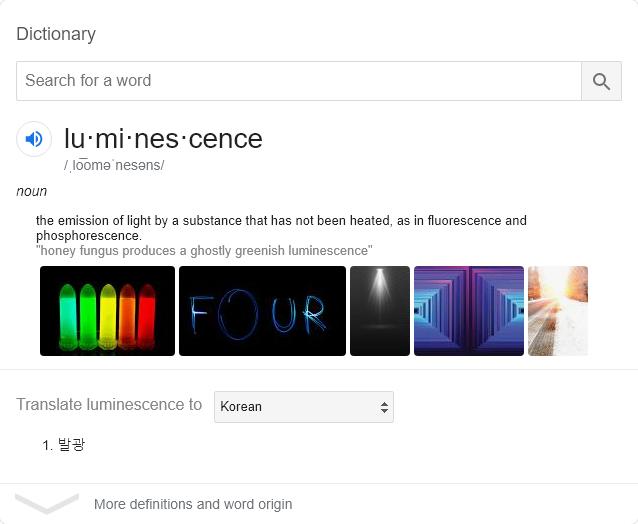 Dictionary
Search for a word
lu·mi·nes·cence
/ˌlo͞oməˈnesəns/
noun
the emission of light by a substance that has not been heated, as in fluorescence and
phosphorescence.
"honey fungus produces a ghostly greenish luminescence"
FOUR
Translate luminescence to Korean
1. 발광
More definitions and word origin